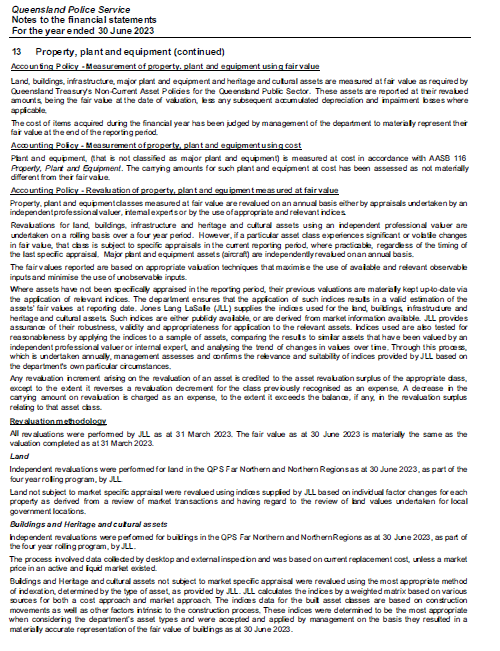 Queensland Police Service
Notes to the financial statements
For the year ended 30 June 2023
13 Property, plant and equipment (continued)
Accounting Policy - Measurement of property, plant and equipment using fair value
Land, buildings, infrastructure, major plant and equipment and heritage and cultural assets are measured at fair value as required by
Queensland Treasury's Non-Current Asset Policies for the Queensland Public Sector. These assets are reported at their revalued
amounts, being the fair value at the date of valuation, less any subsequent accumulated depreciation and impairment losses where
applicable.
The cost of items acquired during the financial year has been judged by management of the department to materially represent their
fair value at the end of the reporting period.
Accounting Policy - Measurement of property, plant and equipment using cost
Plant and equipment, (that is not classified as major plant and equipment) is measured at cost in accordance with AASB 116
Property, Plant and Equipment. The carrying amounts for such plant and equipment at cost has been assessed as not materially
different from their fair value.
Accounting Policy - Revaluation of property, plant and equipment measured at fair value
Property, plant and equipment classes measured at fair value are revalued on an annual basis either by appraisals undertaken by an
independent professional valuer, internal experts or by the use of appropriate and relevant indices.
Revaluations for land, buildings, infrastructure and heritage and cultural assets using an independent professional valuer are
undertaken on a rolling basis over a four year period. However, if a particular asset class experiences significant or volatile changes
in fair value, that class is subject to specific appraisals in the current reporting period, where practicable, regardless of the timing of
the last specific appraisal. Major plant and equipment assets (aircraft) are independently revalued on an annual basis.
The fair values reported are based on appropriate valuation techniques that maximise the use of available and relevant observable
inputs and minimise the use of unobservable inputs.
Where assets have not been specifically appraised in the reporting period, their previous valuations are materially kept up-to-date via
the application of relevant indices. The department ensures that the application of such indices results in a valid estimation of the
assets' fair values at reporting date. Jones Lang LaSalle (JLL) supplies the indices used for the land, buildings, infrastructure and
heritage and cultural assets. Such indices are either publicly available, or are derived from market information available. JLL provides
assurance of their robustness, validity and appropriateness for application to the relevant assets. Indices used are also tested for
reasonableness by applying the indices to a sample of assets, comparing the results to similar assets that have been valued by an
independent professional valuer or internal expert, and analysing the trend of changes in values over time. Through this process,
which is undertaken annually, management assesses and confirms the relevance and suitability of indices provided by JLL based on
the department's own particular circumstances.
Any revaluation increment arising on the revaluation of an asset is credited to the asset revaluation surplus of the appropriate class,
except to the extent it reverses a revaluation decrement for the class previously recognised as an expense. A decrease in the
carrying amount on revaluation is charged as an expense, to the extent it exceeds the balance, if any, in the revaluation surplus
relating to that asset class.
Revaluation methodology
All revaluations were performed by JLL as at 31 March 2023. The fair value as at 30 June 2023 is materially the same as the
valuation completed as at 31 March 2023.
Land
Independent revaluations were performed for land in the QPS Far Northern and Northern Regions as at 30 June 2023, as part of the
four year rolling program, by JLL.
Land not subject to market specific appraisal were revalued using indices supplied by JLL based on individual factor changes for each
property as derived from a review of market transactions and having regard to the review of land values undertaken for local
government locations.
Buildings and Heritage and cultural assets
Independent revaluations were performed for buildings in the QPS Far Northern and Northern Regions as at 30 June 2023, as part of
the four year rolling program, by JLL.
The process involved data collected by desktop and external inspection and was based on current replacement cost, unless a market
price in an active and liquid market existed.
Buildings and Heritage and cultural assets not subject to market specific appraisal were revalued using the most appropriate method
of indexation, determined by the type of asset, as provided by JLL. JLL calculates the indices by a weighted matrix based on various
sources for both a cost approach and market approach. The indices data for the built asset classes are based on construction
movements as well as other factors intrinsic to the construction process. These indices were determined to be the most appropriate
when considering the department's asset types and were accepted and applied by management on the basis they resulted in a
materially accurate representation of the fair value of buildings as at 30 June 2023.